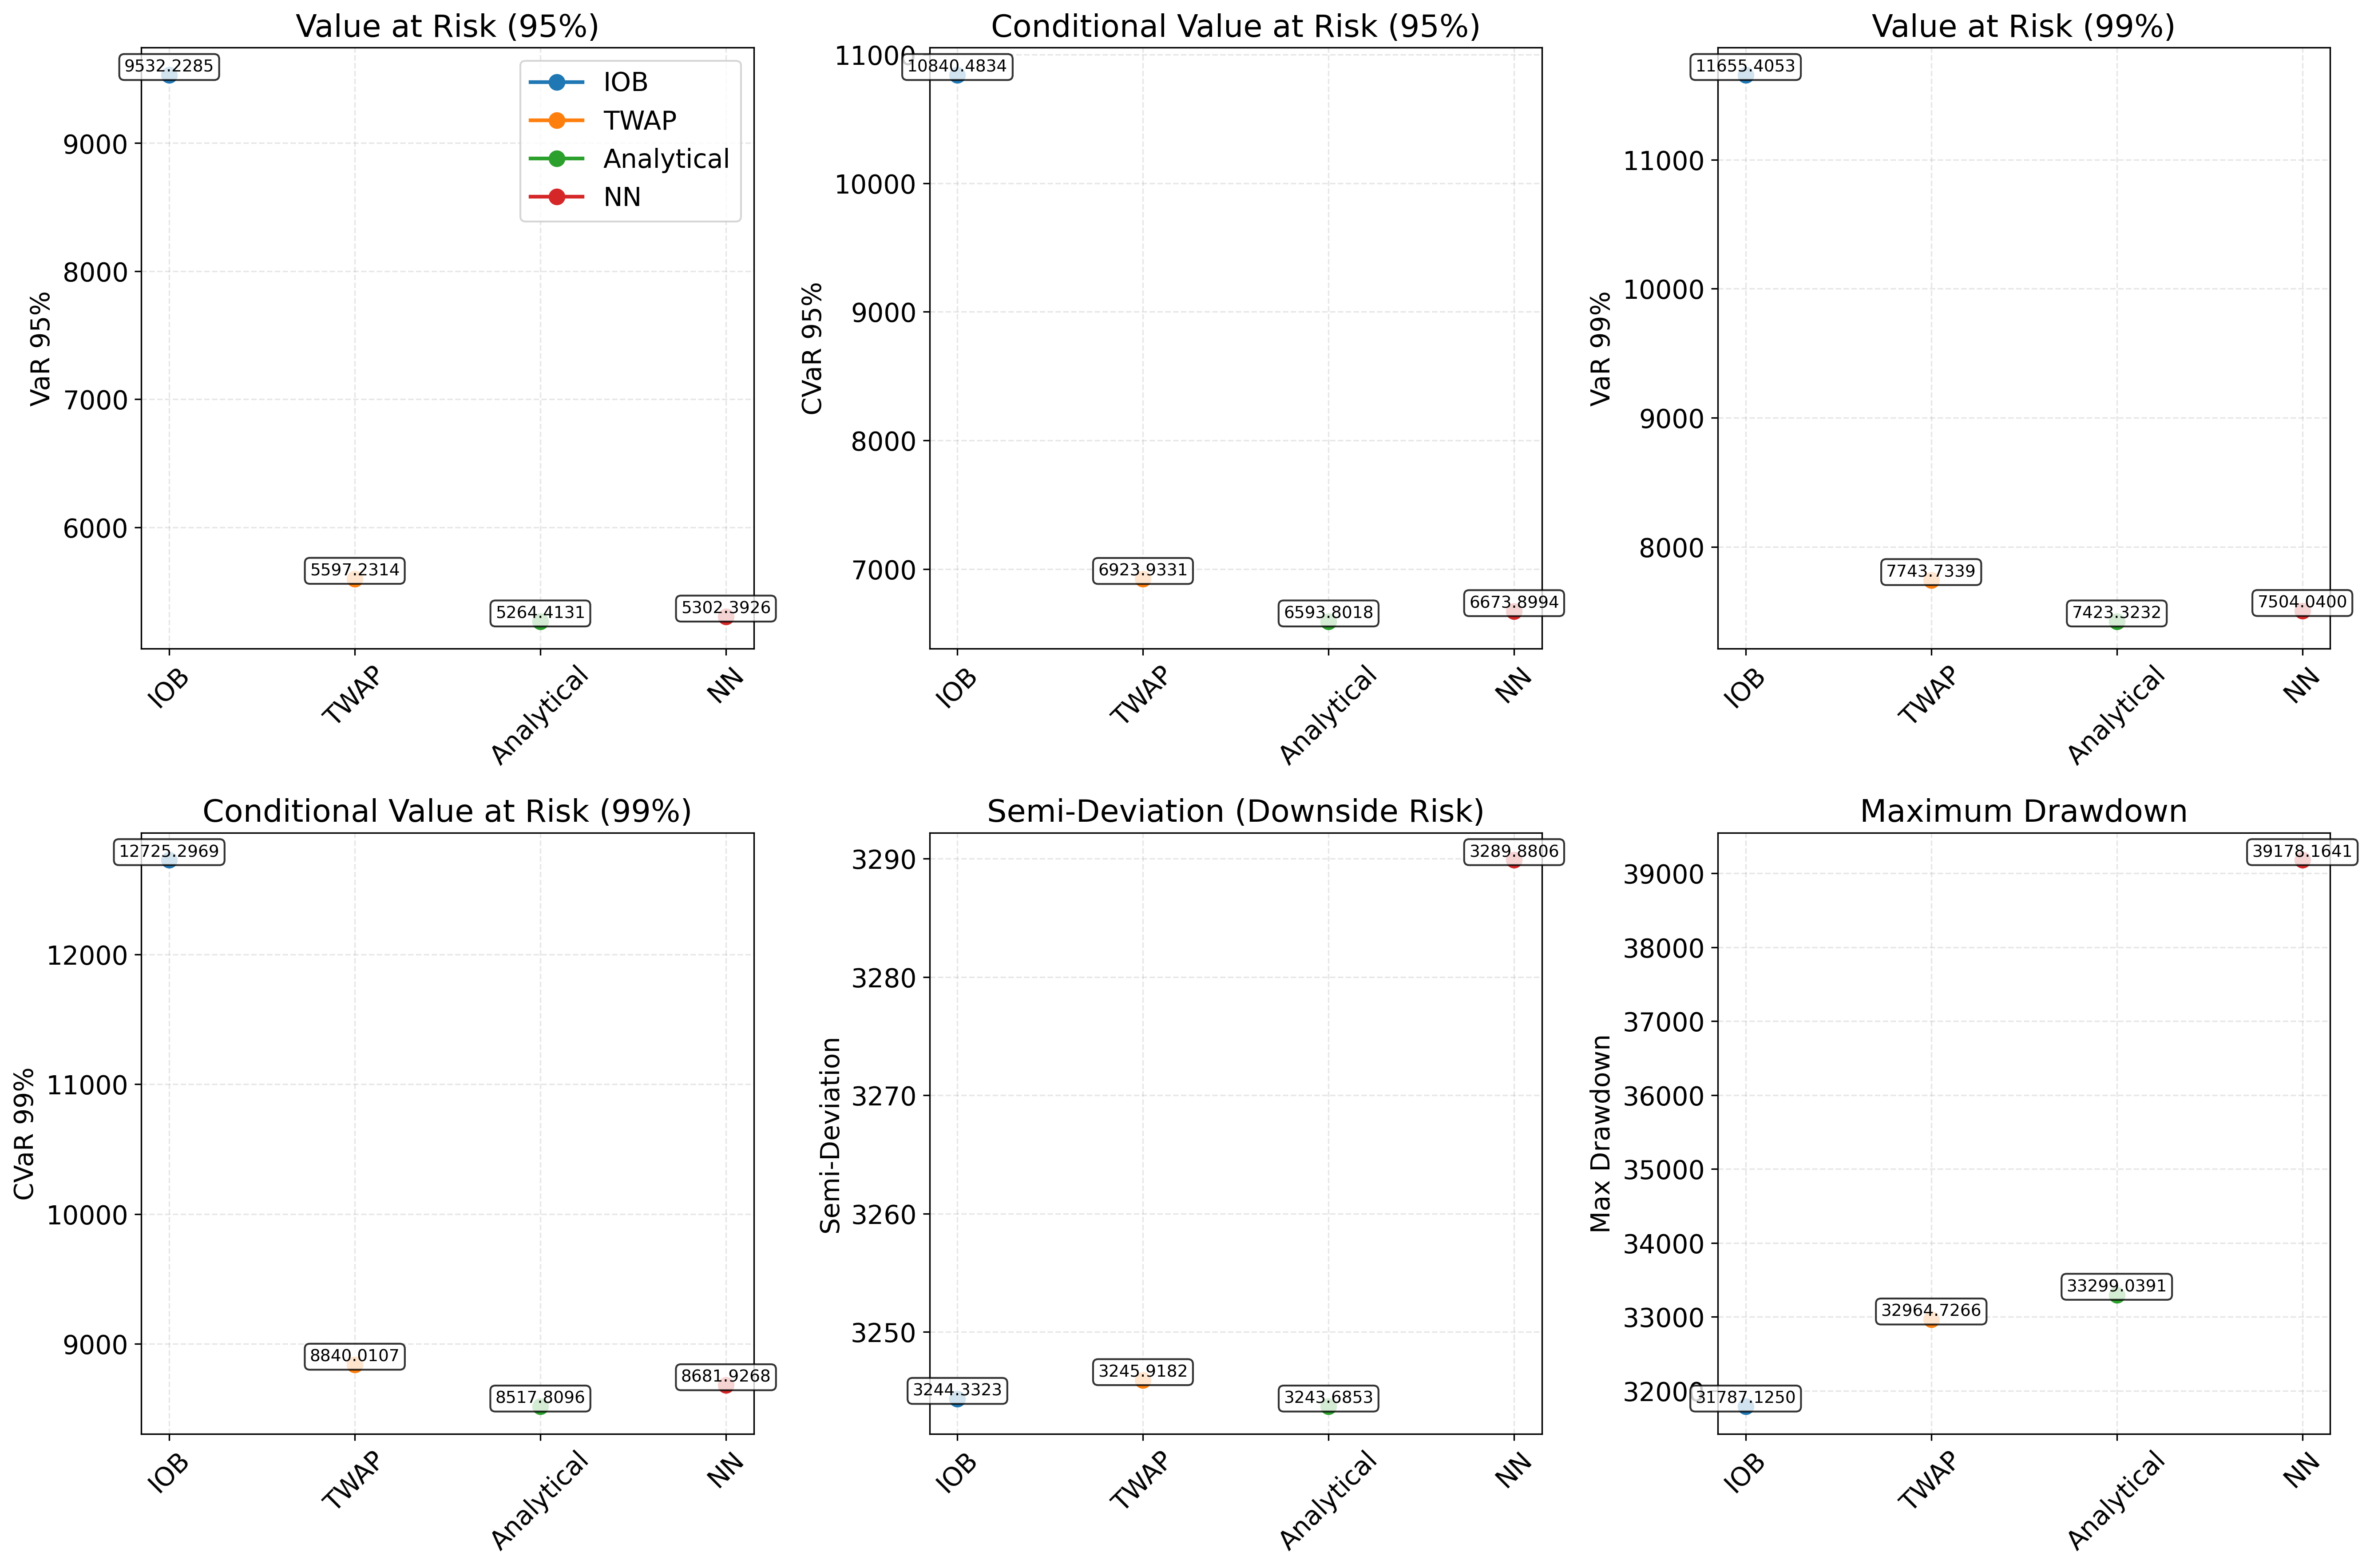 Value at Risk (95%)
VaR 95%
9000
8000
7000
6000
9532.2285
5597.2314
5264.4131
5302.3926
IOB
TWAP
Analytical
NN
IOB
TWAP
Analytical
NN
Conditional Value at Risk (95%)
CVaR 95%
11000
10000
9000
8000
7000
10840.4834
6923.9331
6593.8018
6673.8994
IOB
TWAP
Analytical
NN
Value at Risk (99%)
VaR 99%
11000
10000
9000
8000
11655.4053
7743.7339
7423.3232
7504.0400
IOB
TWAP
Analytical
NN
Conditional Value at Risk (99%)
CVaR 99%
12000
11000
10000
9000
12725.2969
8840.0107
8517.8096
8681.9268
IOB
TWAP
Analytical
NN
Semi-Deviation (Downside Risk)
Semi-Deviation
3290
3280
3270
3260
3250
3244.3323
3245.9182
3243.6853
3289.8806
IOB
TWAP
Analytical
NN
Maximum Drawdown
Max Drawdown
39000
38000
37000
36000
35000
34000
33000
32000
31787.1250
32964.7266
33299.0391
39178.1641
IOB
TWAP
Analytical
NN